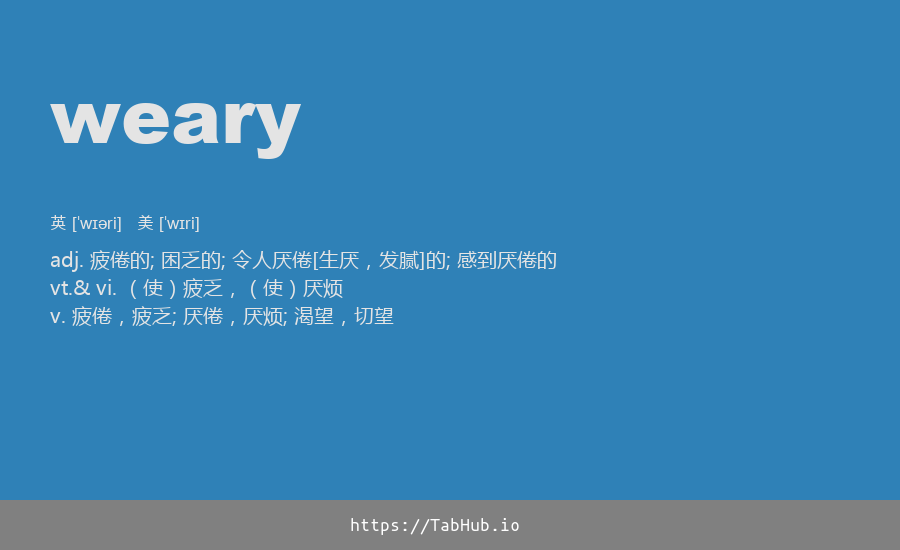 weary
英 [ˈwɪəri] 美 [ˈwɪri]
adj. 疲倦的; 困乏的; 令人厌倦[生厌，发腻]的; 感到厌倦的
vt.& vi. （使）疲乏，（使）厌烦
v. 疲倦，疲乏; 厌倦，厌烦; 渴望，切望
https://TabHub.io